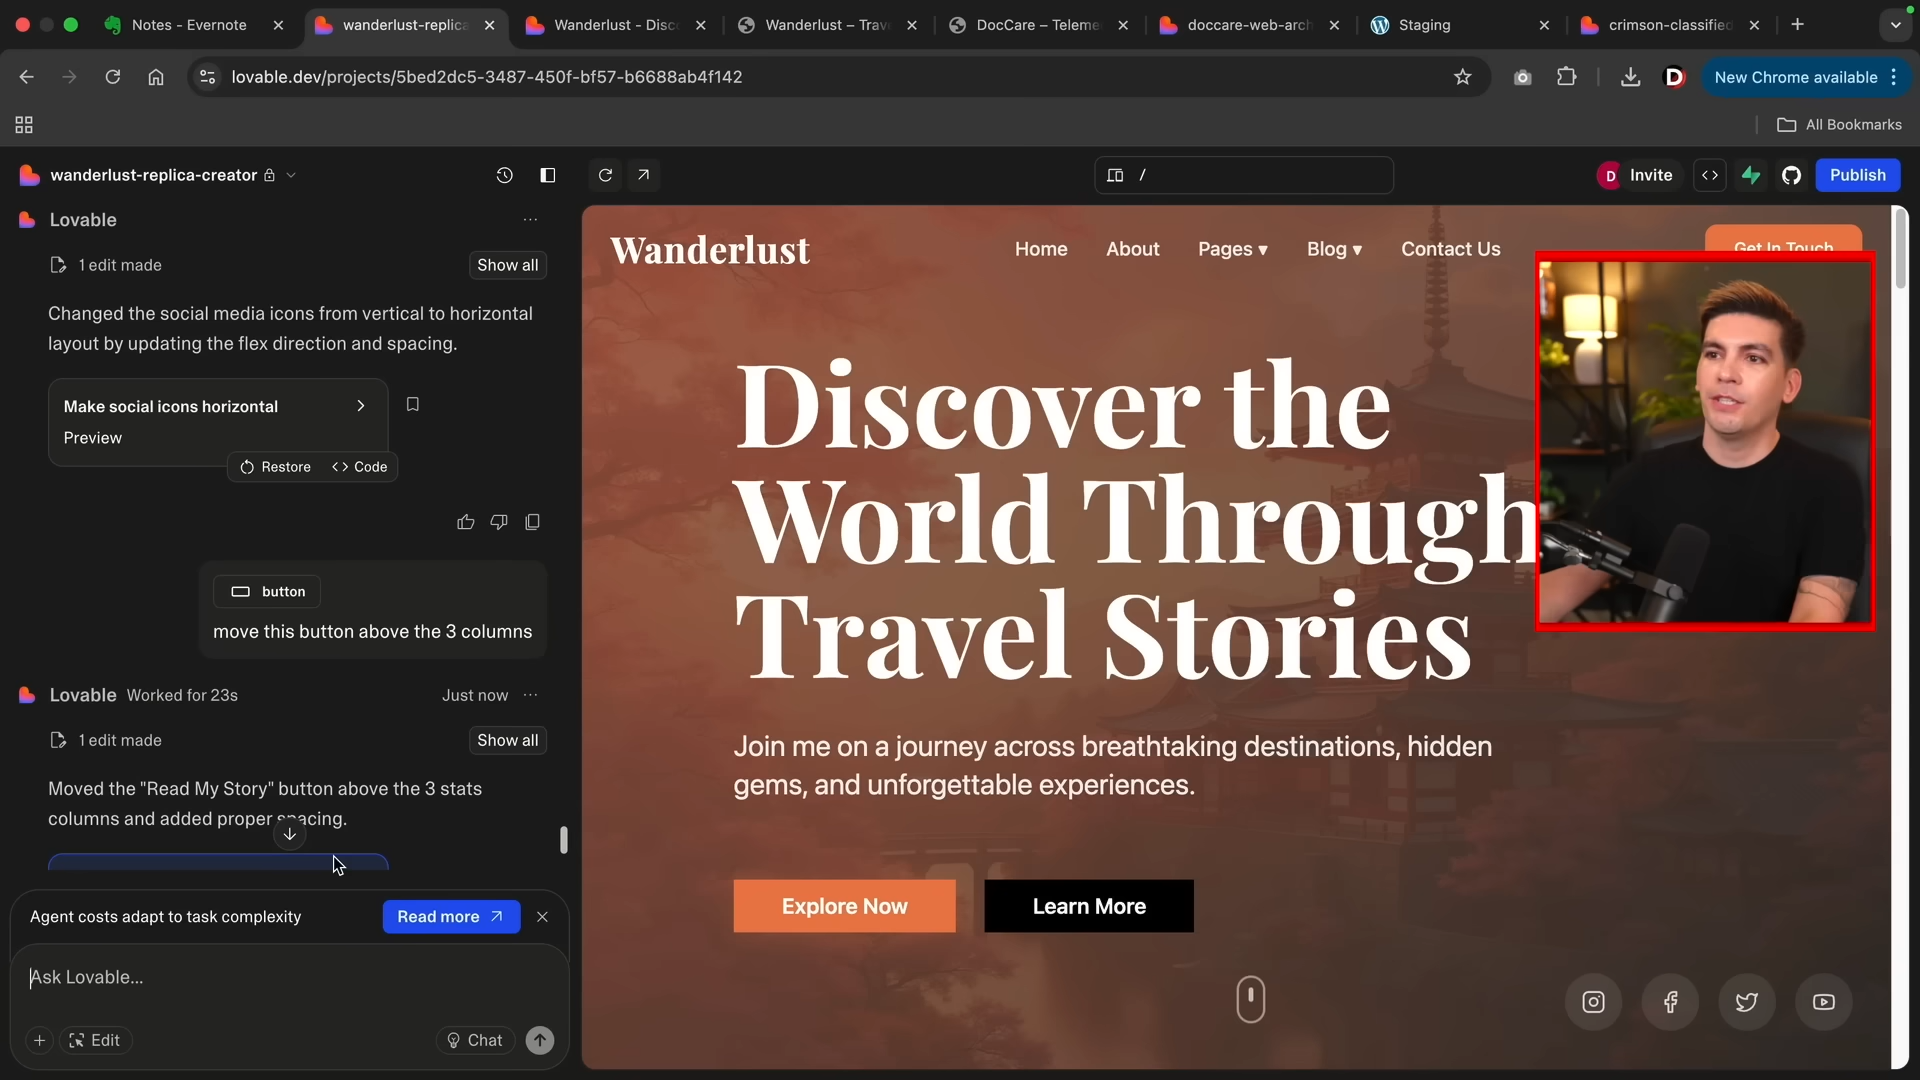 Notes - Evernote
wanderlust-replica
Wanderlust - Disco
Wanderlust – Trav
DocCare – Teleme
doccare-web-arch
Staging
crimson-classified
lovable.dev/projects/5bed2dc5-3487-450f-bf57-b6688ab4f142
D
New Chrome available
All Bookmarks
wanderlust-replica-creator
/
D
Invite
Publish
Lovable
1 edit made
Show all
Changed the social media icons from vertical to horizontal
layout by updating the flex direction and spacing.
Make social icons horizontal
Preview
Restore
Code
button
move this button above the 3 columns
Lovable Worked for 23s
Just now
1 edit made
Show all
Moved the "Read My Story" button above the 3 stats
columns and added proper spacing.
Agent costs adapt to task complexity
Read more
Ask Lovable...
Edit
Chat
Wanderlust
Home
About
Pages ▾
Blog ▾
Contact Us
Get In Touch
Discover the
World Through
Travel Stories
Join me on a journey across breathtaking destinations, hidden
gems, and unforgettable experiences.
Explore Now
Learn More